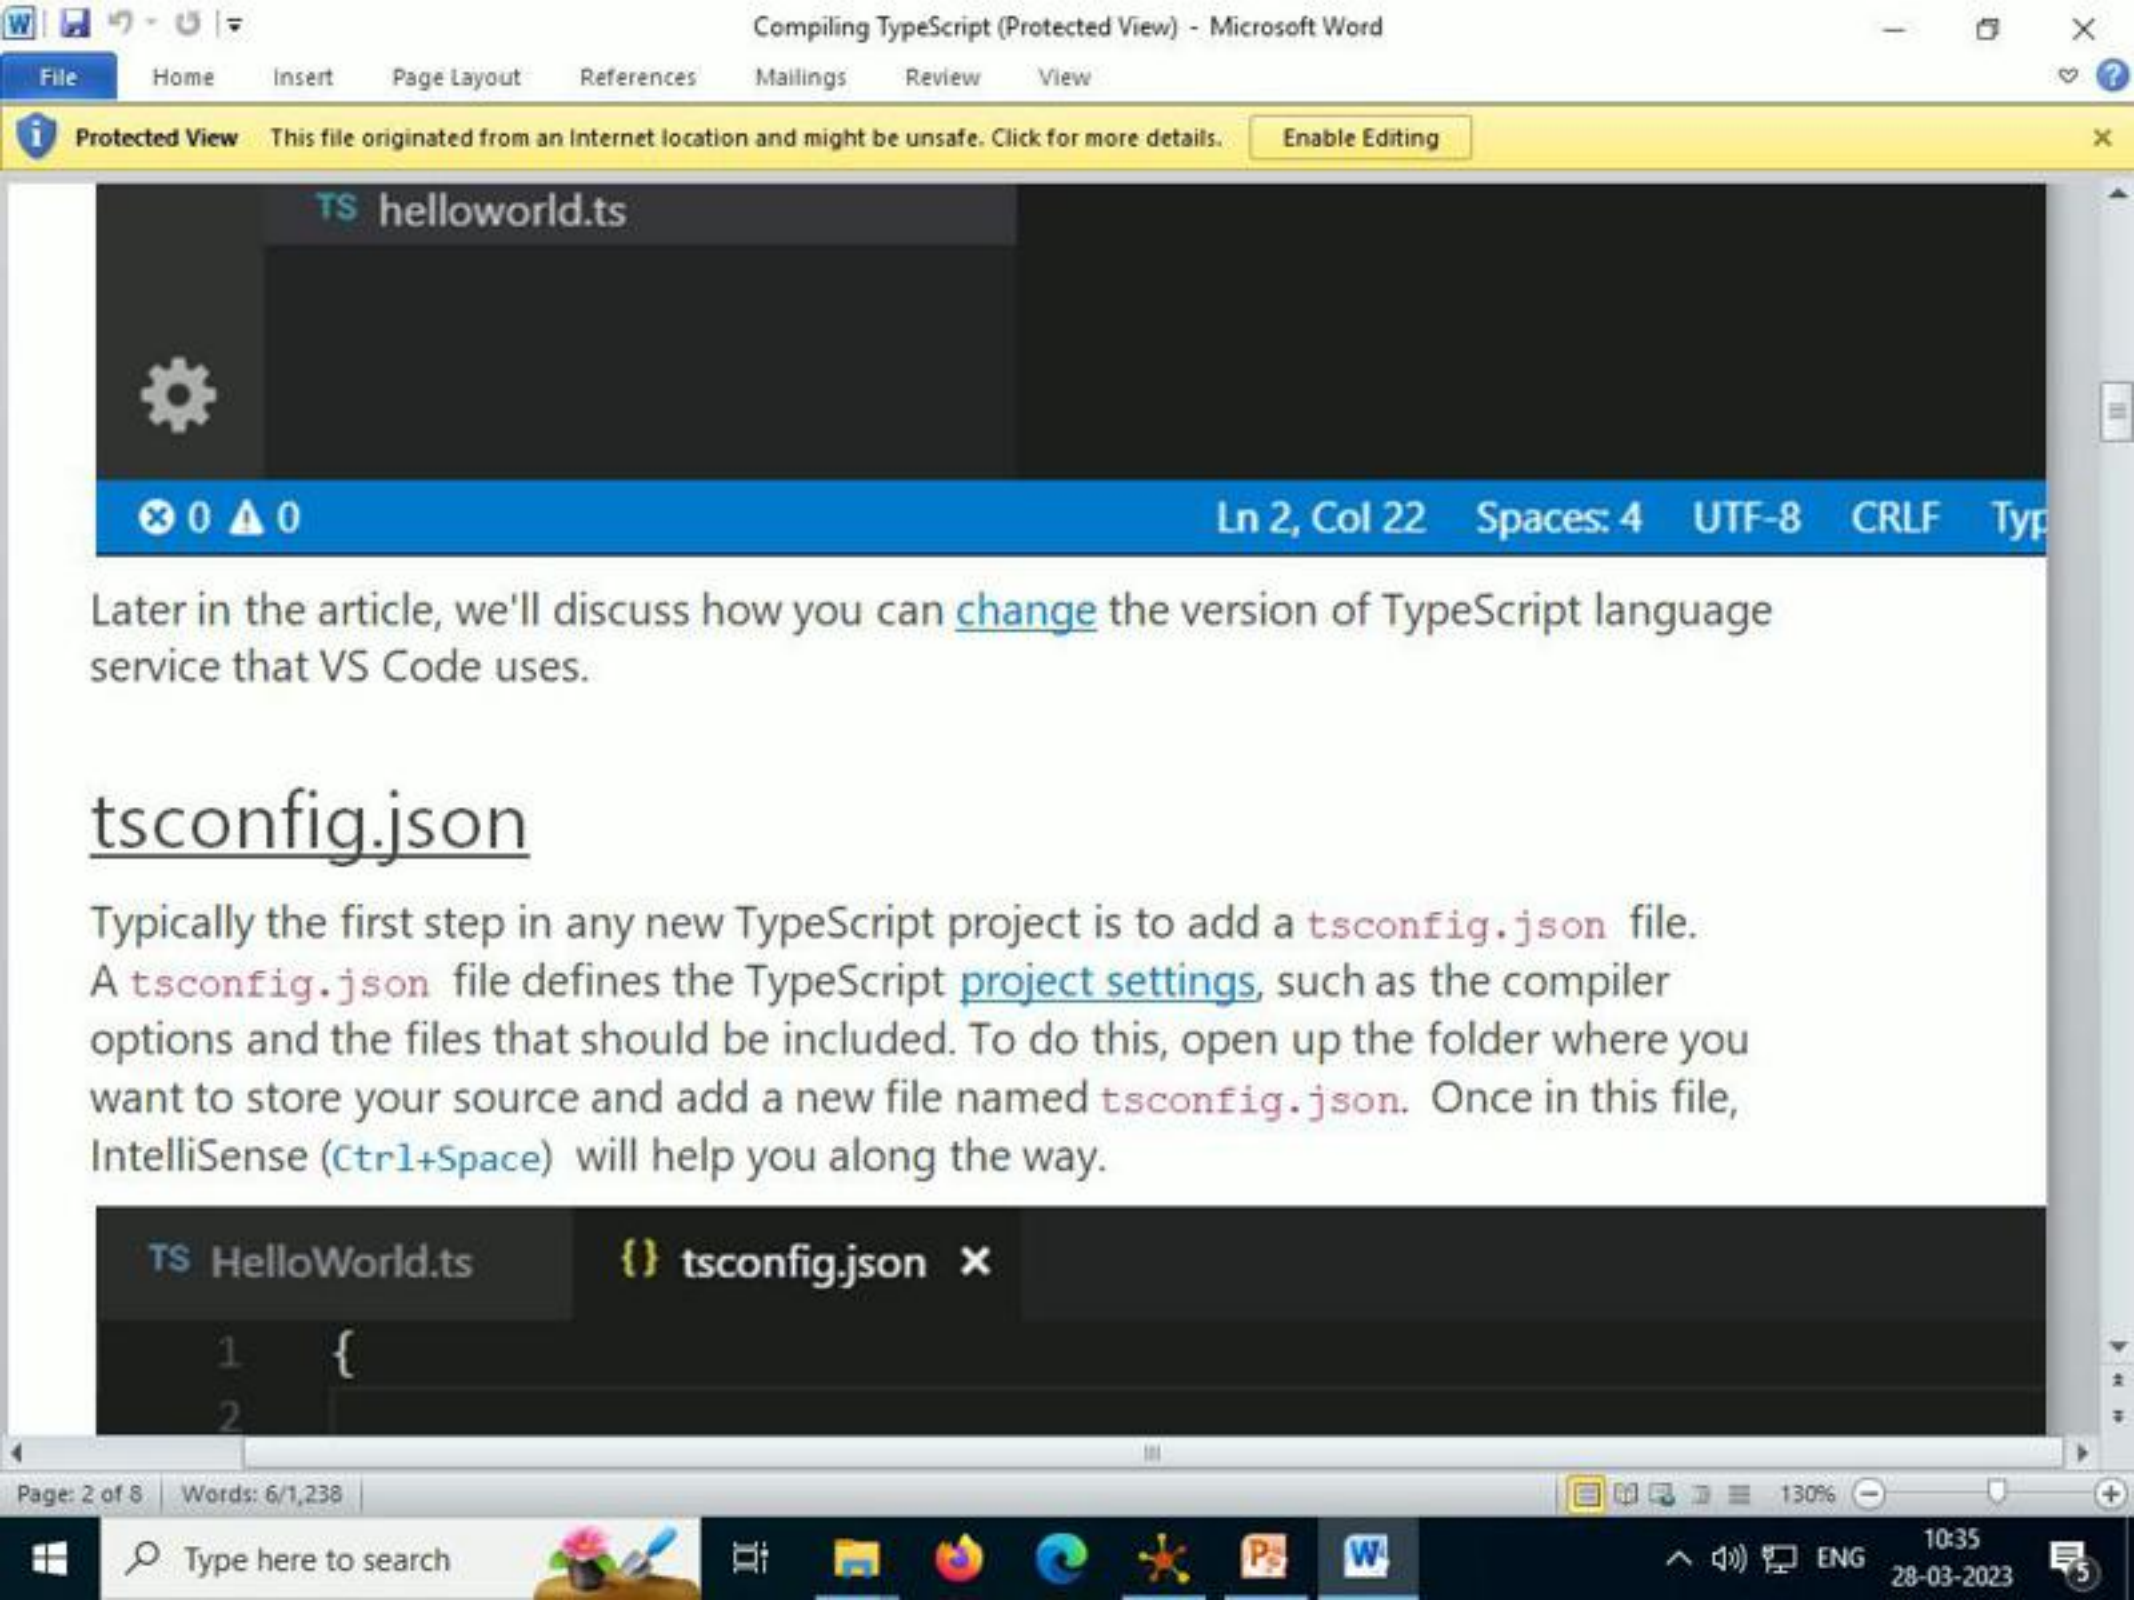 Compiling TypeScript (Protected View) - Microsoft Word
File Home Insert Page Layout References Mailings Review View
Protected View This file originated from an Internet location and might be unsafe. Click for more details. Enable Editing
TS helloworld.ts
0 0 Ln 2, Col 22 Spaces: 4 UTF-8 CRLF Typ
Later in the article, we'll discuss how you can change the version of TypeScript language
service that VS Code uses.
tsconfig.json
Typically the first step in any new TypeScript project is to add a tsconfig.json file.
A tsconfig.json file defines the TypeScript project settings, such as the compiler
options and the files that should be included. To do this, open up the folder where you
want to store your source and add a new file named tsconfig.json. Once in this file,
IntelliSense (Ctrl+Space) will help you along the way.
TS HelloWorld.ts {} tsconfig.json
1 {
2
Page: 2 of 8 Words: 6/1,238 130%
Type here to search ENG 10:35
28-03-2023 5